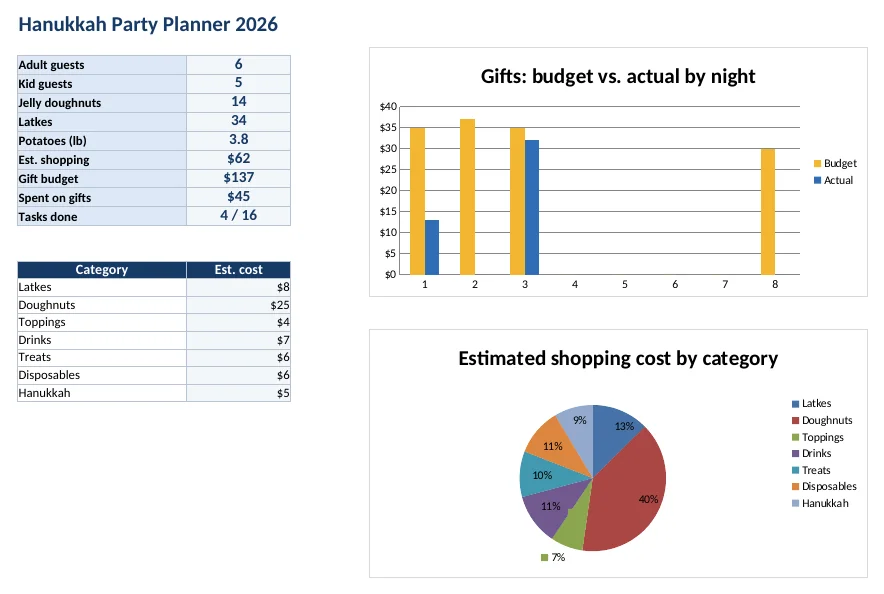 Hanukkah Party Planner 2026
Adult guests 6
Kid guests 5
Jelly doughnuts 14
Latkes 34
Potatoes (lb) 3.8
Est. shopping $62
Gift budget $137
Spent on gifts $45
Tasks done 4 / 16
Category Est. cost
Latkes $8
Doughnuts $25
Toppings $4
Drinks $7
Treats $6
Disposables $6
Hanukkah $5
Gifts: budget vs. actual by night
$40
$35
$30
$25
$20
$15
$10
$5
$0
1 2 3 4 5 6 7 8
Budget
Actual
Estimated shopping cost by category
9% 13%
11%
10%
40%
11%
7%
Latkes
Doughnuts
Toppings
Drinks
Treats
Disposables
Hanukkah